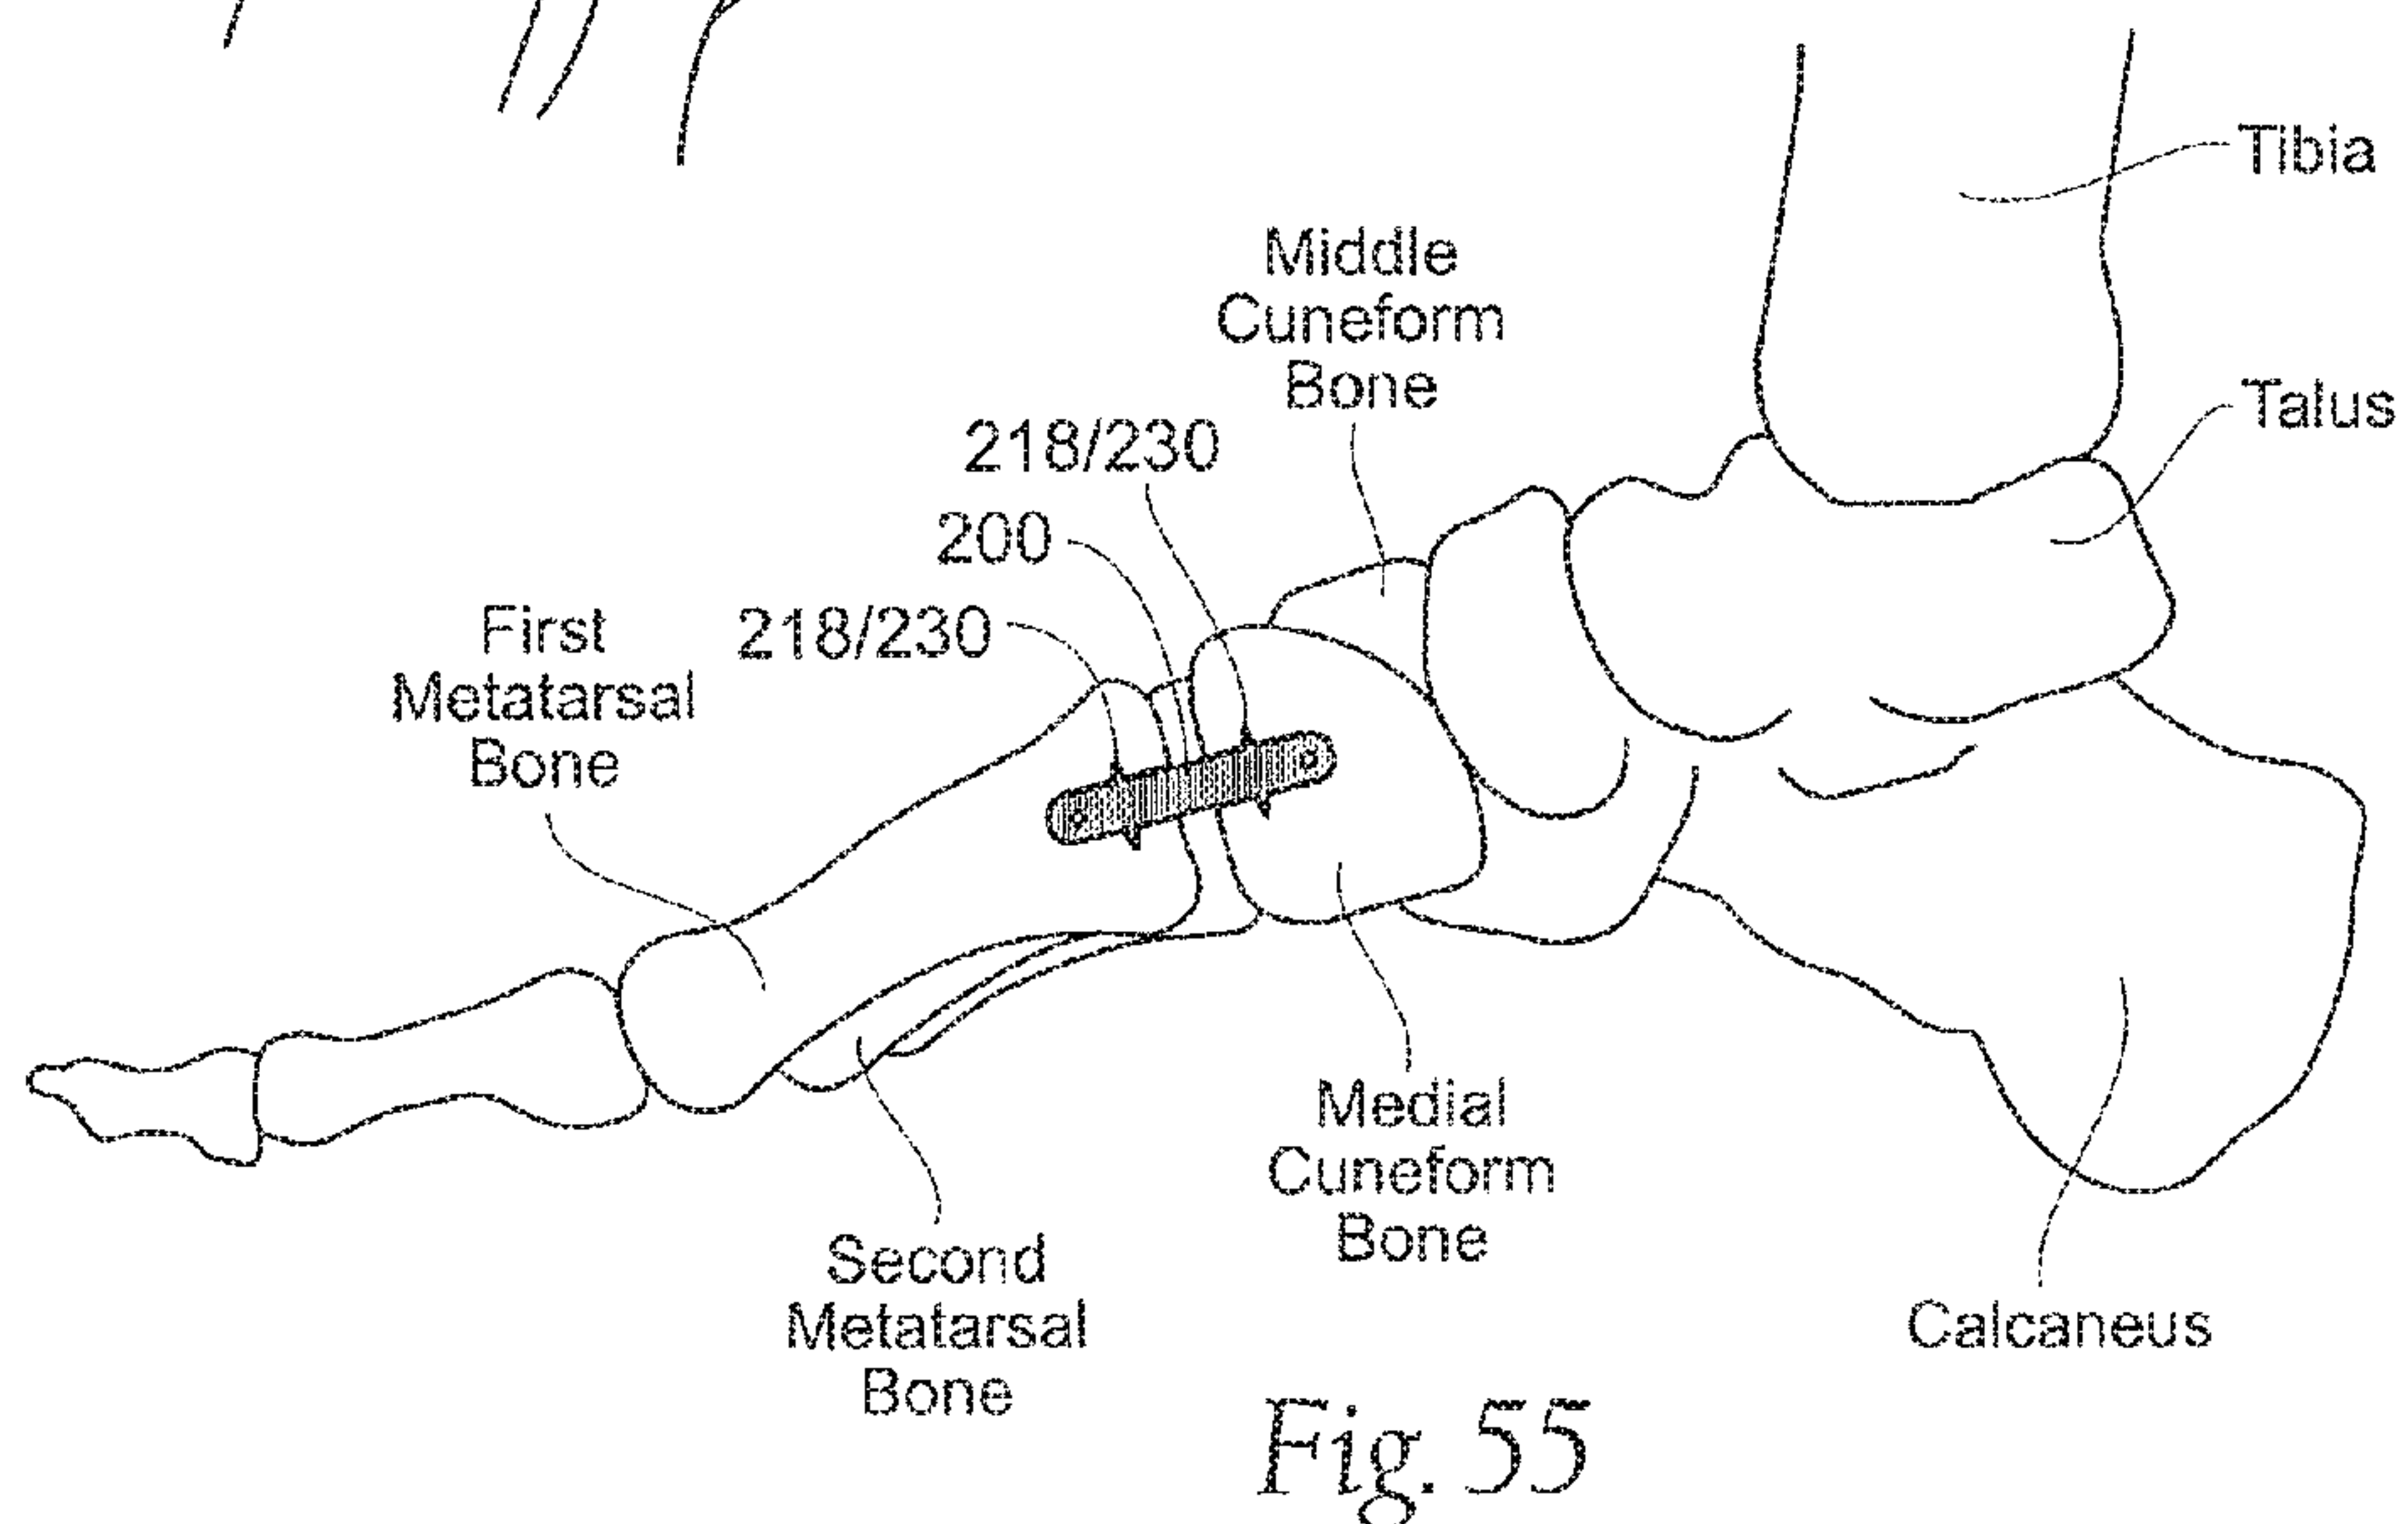 Tibia
Middle
Cuneform
Bone
Talus
218/230
200
First
Metatarsal
Bone
218/230
Medial
Cuneform
Bone
Second
Metatarsal
Bone
Calcaneus
Fig. 55